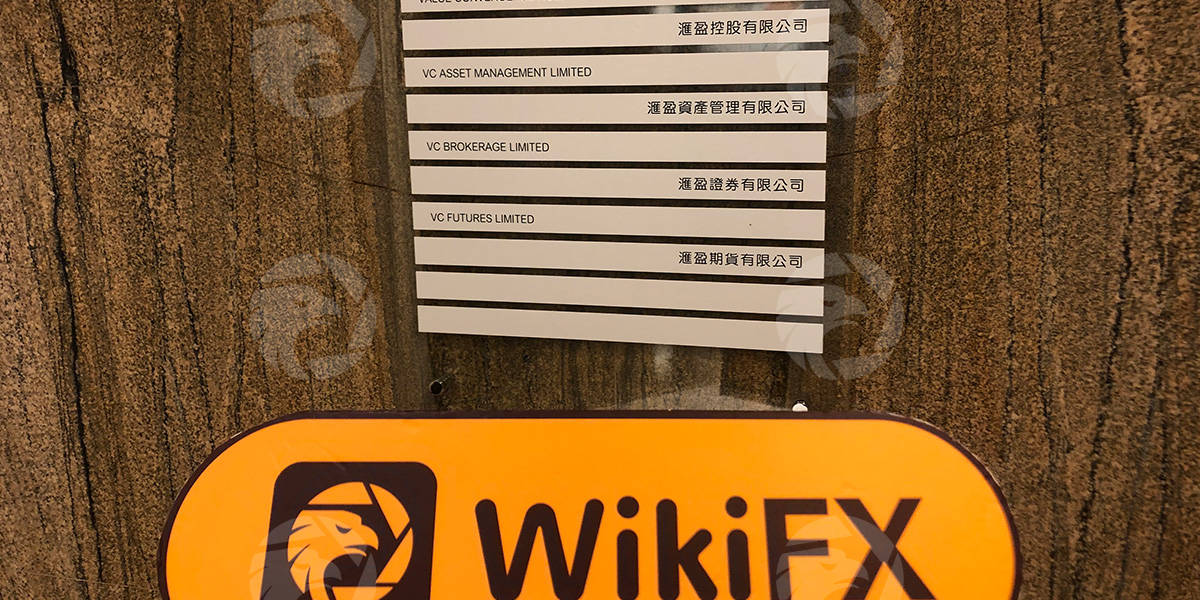 滙盈控股有限公司
VC ASSET MANAGEMENT LIMITED
滙盈資產管理有限公司
VC BROKERAGE LIMITED
滙盈證券有限公司
VC FUTURES LIMITED
滙盈期貨有限公司
WikiFX